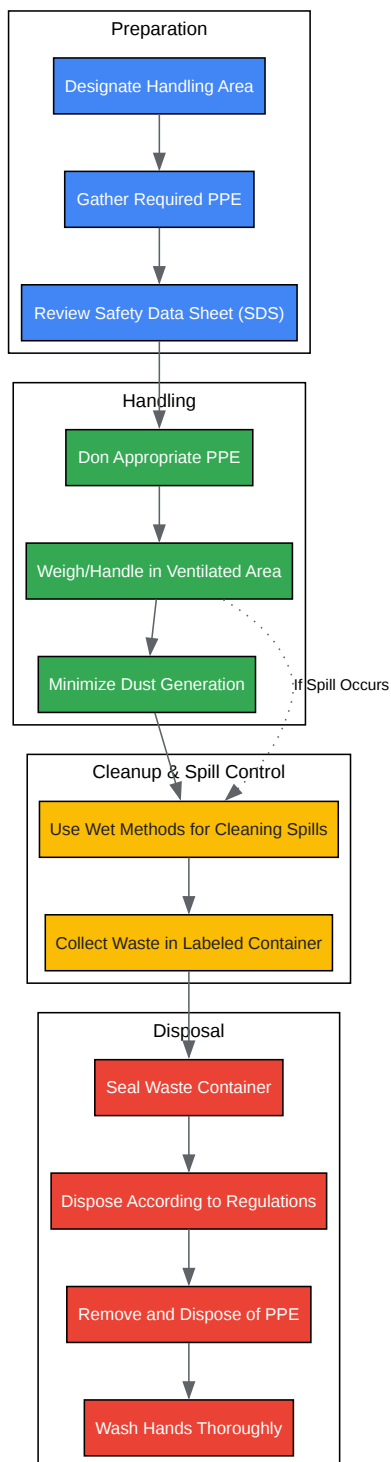 Preparation
Designate Handling Area
Gather Required PPE
Review Safety Data Sheet (SDS)
Handling
Don Appropriate PPE
Weigh/Handle in Ventilated Area
Minimize Dust Generation
If Spill Occurs
Cleanup & Spill Control
Use Wet Methods for Cleaning Spills
Collect Waste in Labeled Container
Disposal
Seal Waste Container
Dispose According to Regulations
Remove and Dispose of PPE
Wash Hands Thoroughly